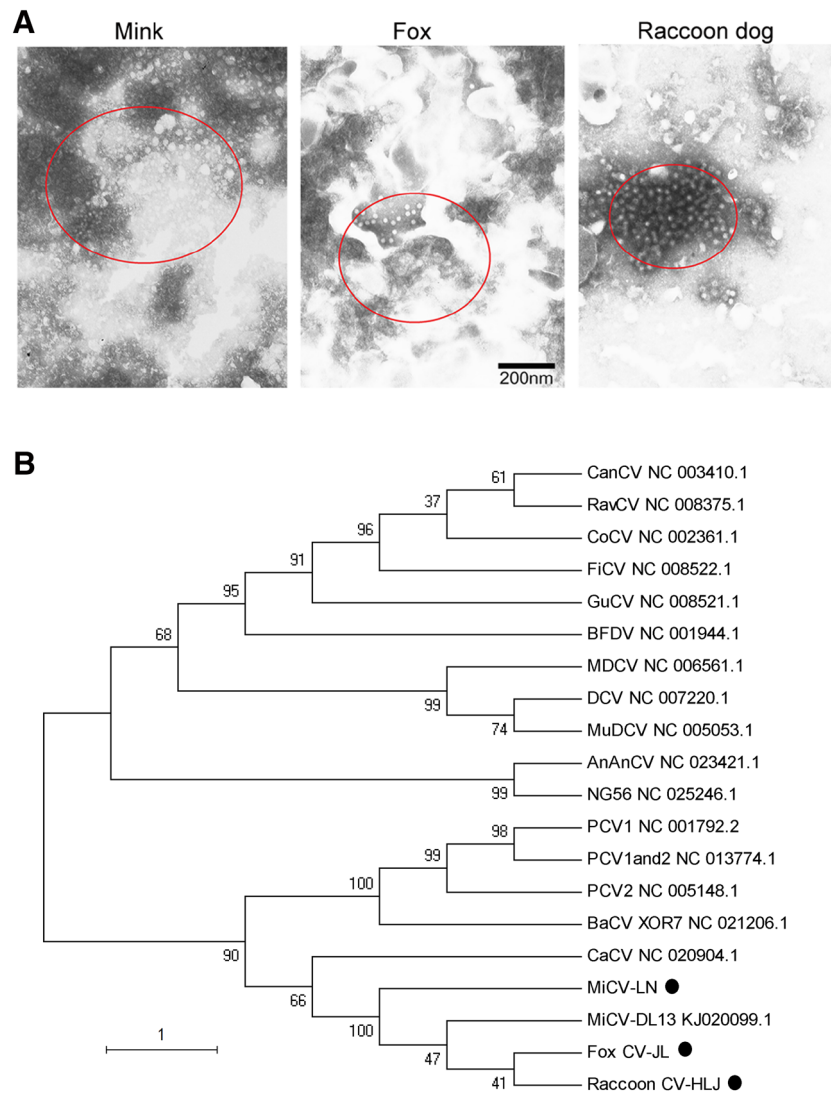 A
Mink
Fox
Raccoon dog
200nm
B
61
CanCV NC 003410.1
37
RavCV NC 008375.1
96
CoCV NC 002361.1
91
FiCV NC 008522.1
95
GuCV NC 008521.1
68
BFDV NC 001944.1
MDCV NC 006561.1
99
DCV NC 007220.1
74
MuDCV NC 005053.1
AnAnCV NC 023421.1
99
NG56 NC 025246.1
98
PCV1 NC 001792.2
99
PCV1and2 NC 013774.1
100
PCV2 NC 005148.1
BaCV XOR7 NC 021206.1
90
CaCV NC 020904.1
66
MiCV-LN
100
MiCV-DL13 KJ020099.1
47
Fox CV-JL
41
Raccoon CV-HLJ
1